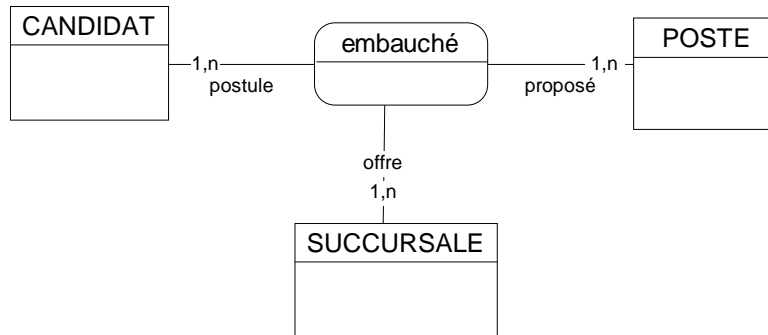 CANDIDAT
embauché
POSTE
1,n
1,n
postule
proposé
offre
1,n
SUCCURSALE